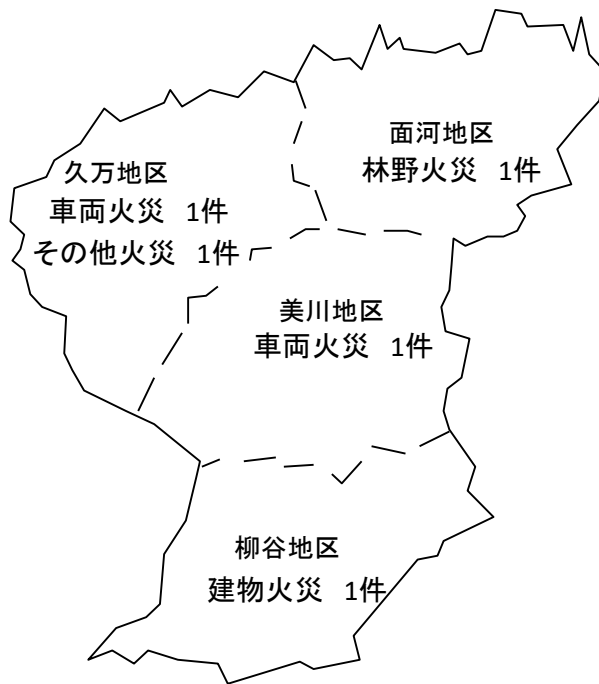 面河地区
林野火災 1件
久万地区
車両火災 1件
その他火災 1件
美川地区
車両火災 1件
柳谷地区
建物火災 1件